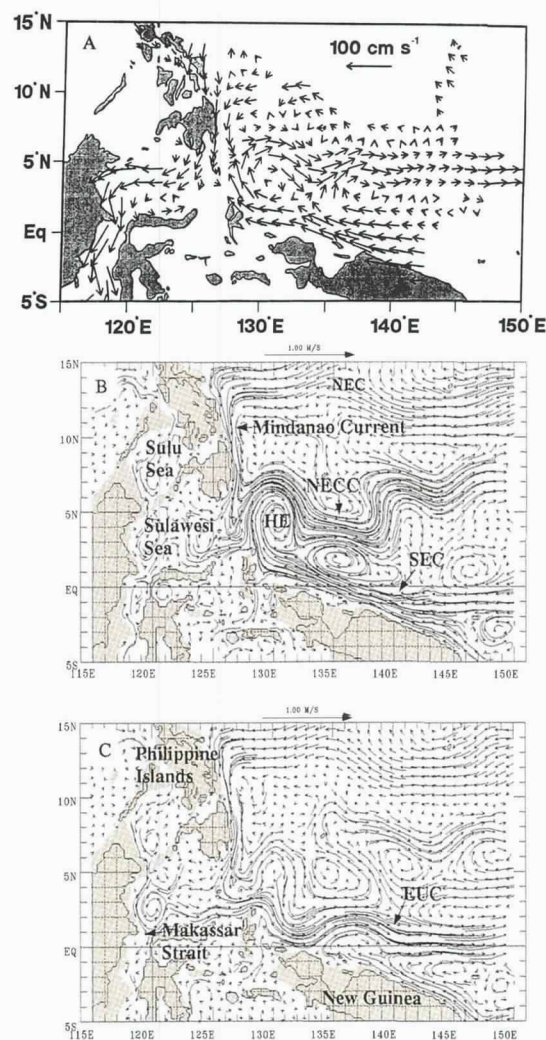 15°N
A
100 cm s⁻¹
10°N
5°N
Eq
5°S
120°E
130°E
140°E
150°E
1.00 M/S
15N
B
NEC
Mindanao Current
10N
Sulu
Sea
NECC
5N
HE
Sulawesi
Sea
SEC
EQ
5S
115E
120E
125E
130E
135E
140E
145E
150E
1.00 M/S
15N
C
Philippine
Islands
10N
5N
EUC
Makassar
Strait
EQ
New Guinea
5S
115E
120E
125E
130E
135E
140E
145E
150E